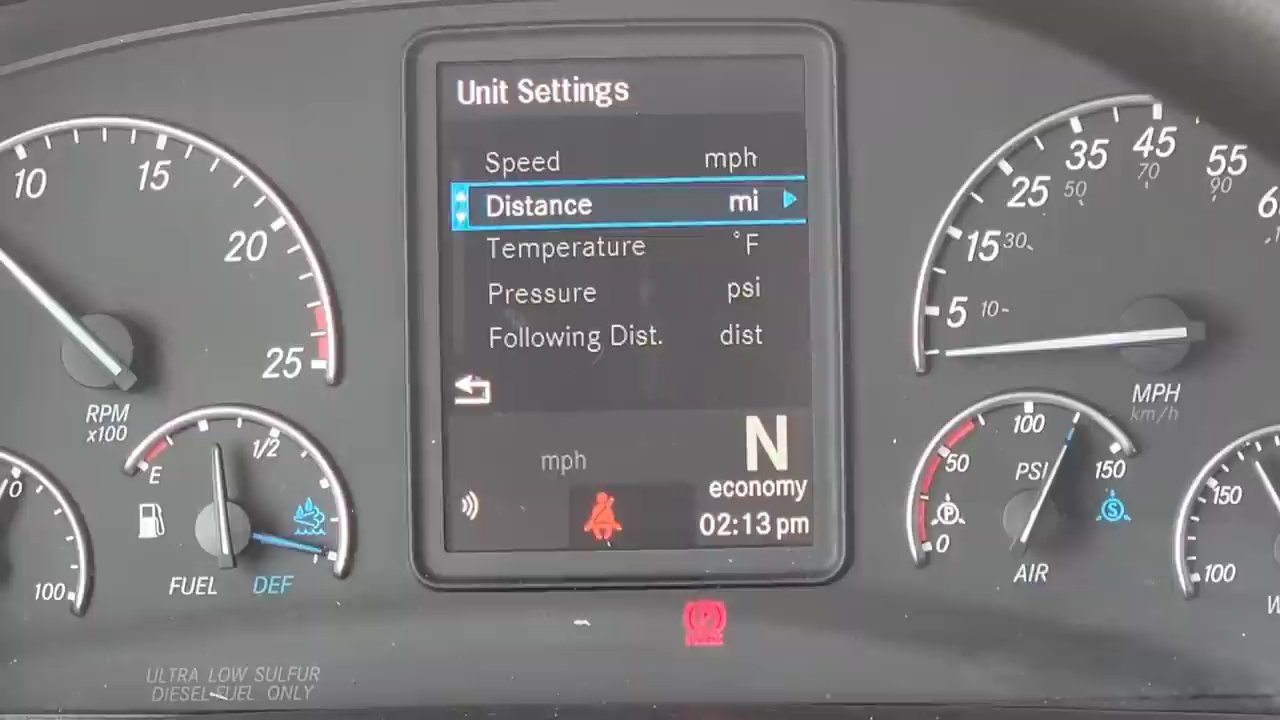 Unit Settings
Speed mph
Distance mi
Temperature °F
Pressure psi
Following Dist. dist
mph
N
economy
02:13 pm
10
15
20
25
RPM
x100
E
1/2
FUEL DEF
0
100
ULTRA LOW SULFUR
DIESEL FUEL ONLY
5
15
25
35
45
55
10
30
50
70
90
MPH
km/h
0
50
100
150
PSI
P
S
AIR
150
100